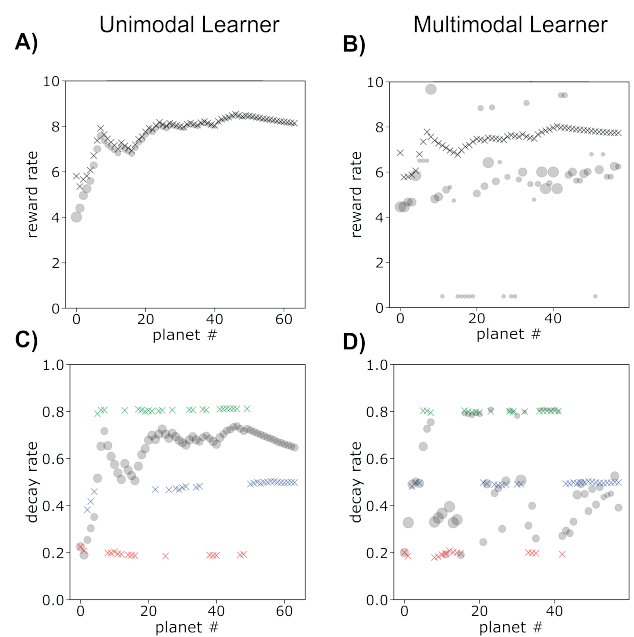 Unimodal Learner
Multimodal Learner
A)
B)
10
8
6
4
2
0
reward rate
0
20
40
60
planet #
10
8
6
4
2
0
reward rate
0
20
40
planet #
C)
D)
1.0
0.8
0.6
0.4
0.2
0.0
decay rate
0
20
40
60
planet #
1.0
0.8
0.6
0.4
0.2
0.0
decay rate
0
20
40
planet #